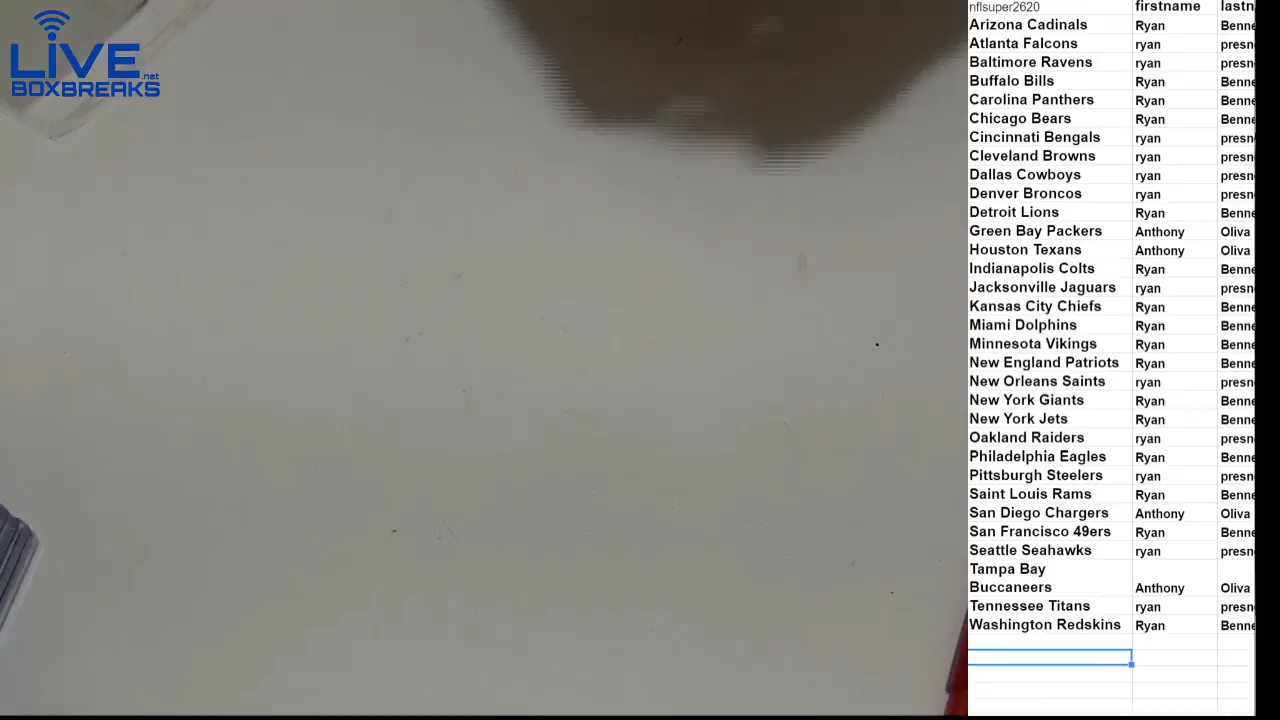 LIVE.net
BOXBREAKS
nflsuper2620 firstname lastn
Arizona Cadinals Ryan Benne
Atlanta Falcons ryan presn
Baltimore Ravens ryan presn
Buffalo Bills Ryan Benne
Carolina Panthers Ryan Benne
Chicago Bears Ryan Benne
Cincinnati Bengals ryan presn
Cleveland Browns ryan presn
Dallas Cowboys ryan presn
Denver Broncos ryan presn
Detroit Lions Ryan Benne
Green Bay Packers Anthony Oliva
Houston Texans Anthony Oliva
Indianapolis Colts Ryan Benne
Jacksonville Jaguars ryan presn
Kansas City Chiefs Ryan Benne
Miami Dolphins Ryan Benne
Minnesota Vikings Ryan Benne
New England Patriots Ryan Benne
New Orleans Saints ryan presn
New York Giants Ryan Benne
New York Jets Ryan Benne
Oakland Raiders ryan presn
Philadelphia Eagles Ryan Benne
Pittsburgh Steelers ryan presn
Saint Louis Rams Ryan Benne
San Diego Chargers Anthony Oliva
San Francisco 49ers Ryan Benne
Seattle Seahawks ryan presn
Tampa Bay
Buccaneers Anthony Oliva
Tennessee Titans ryan presn
Washington Redskins Ryan Benne